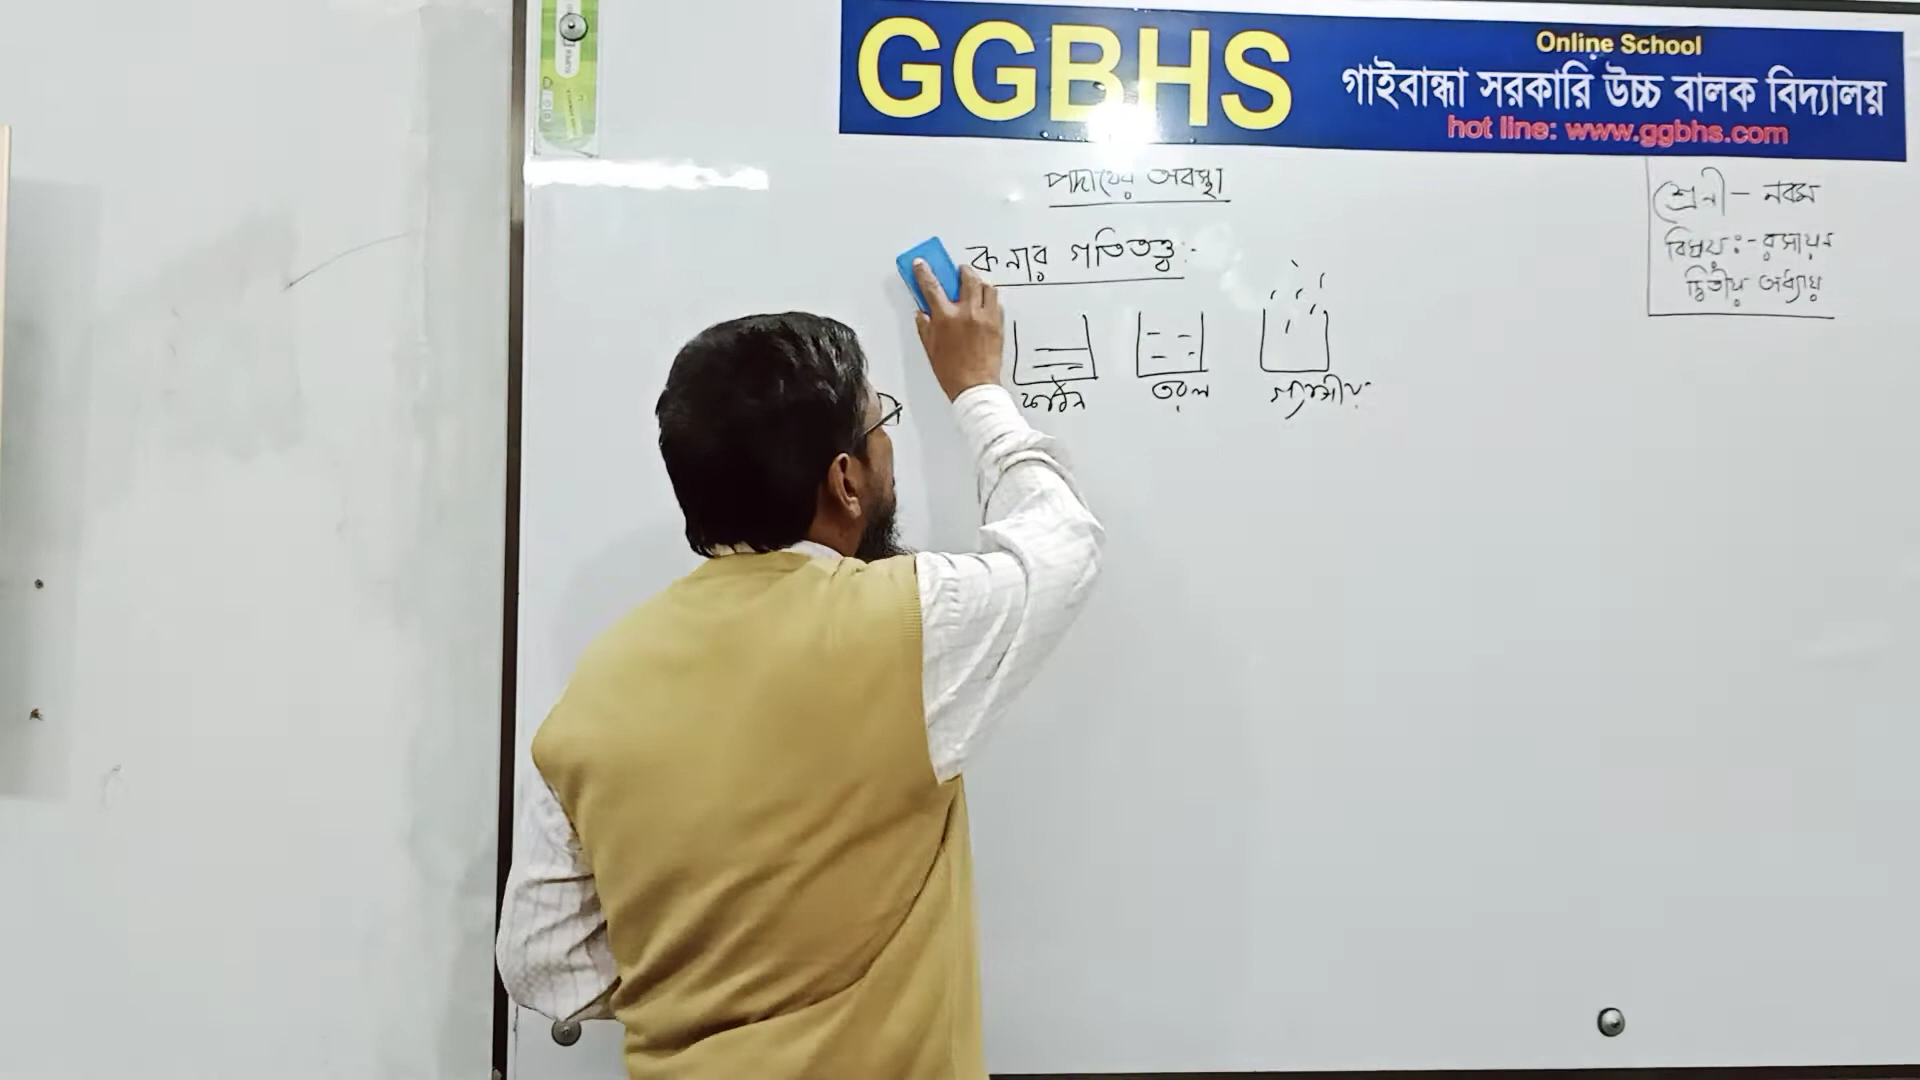 GGBHS
Online School
গাইবান্ধা সরকারি উচ্চ বালক বিদ্যালয়
hot line: www.ggbhs.com
পদার্থের অবস্থা
শ্রেনী - নবম
বিষয়ঃ- রসায়ন
দ্বিতীয় অধ্যায়
কনার গতিতত্ত্ব :-
কঠিন তরল গ্যাসীয়